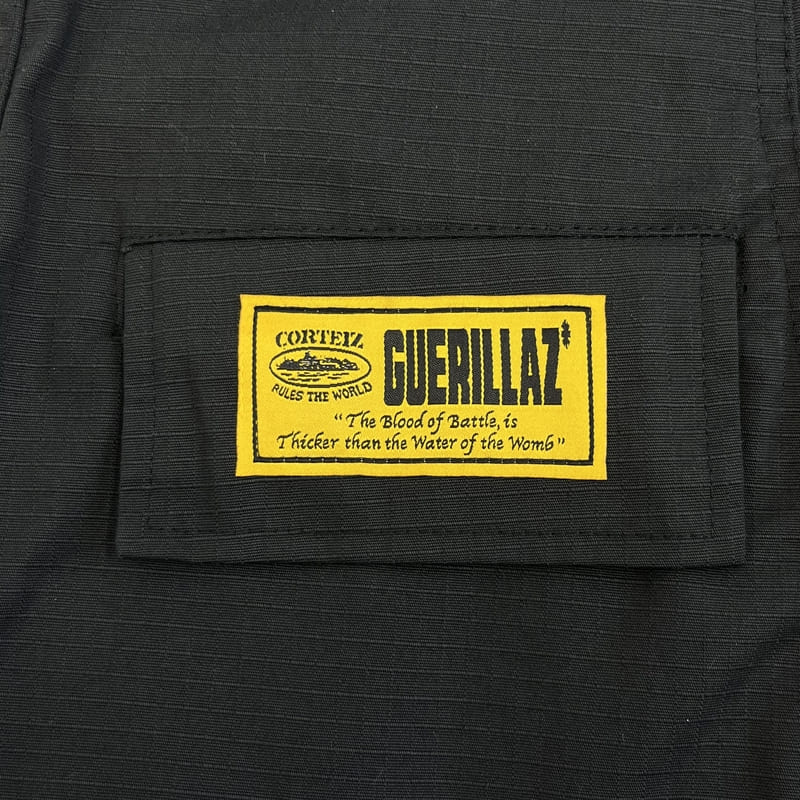 CORTEIZ
RULES THE WORLD
GUERILLAZ*
“The Blood of Battle, is
Thicker than the Water of the Womb”